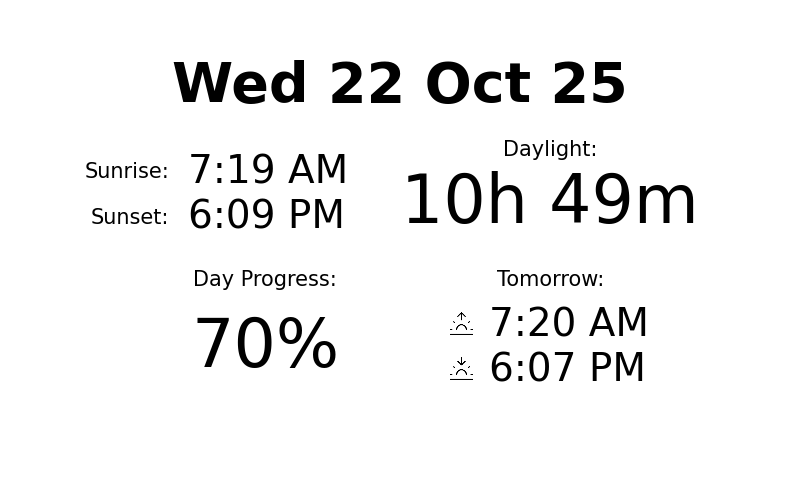 Wed 22 Oct 25
Sunrise: 7:19 AM
Sunset: 6:09 PM
Daylight:
10h 49m
Day Progress:
70%
Tomorrow:
7:20 AM
6:07 PM